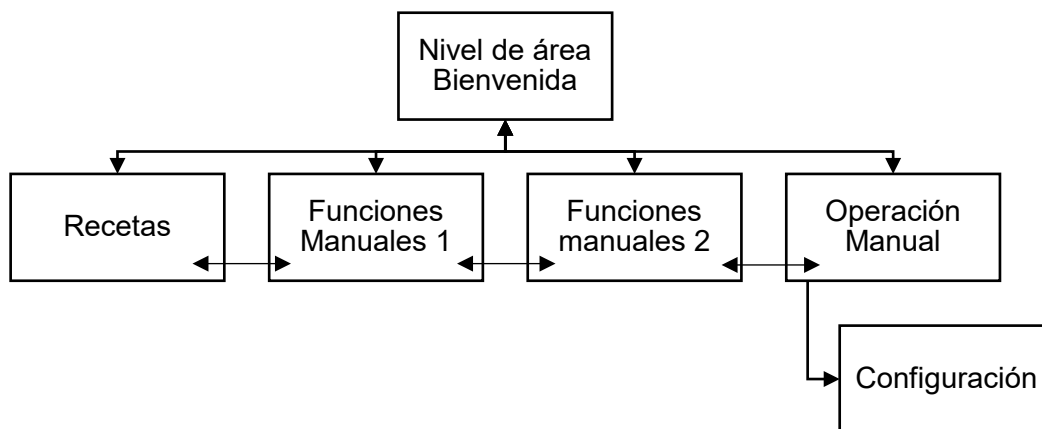 Nivel de área
Bienvenida
Recetas
Funciones
Manuales 1
Funciones
manuales 2
Operación
Manual
Configuración